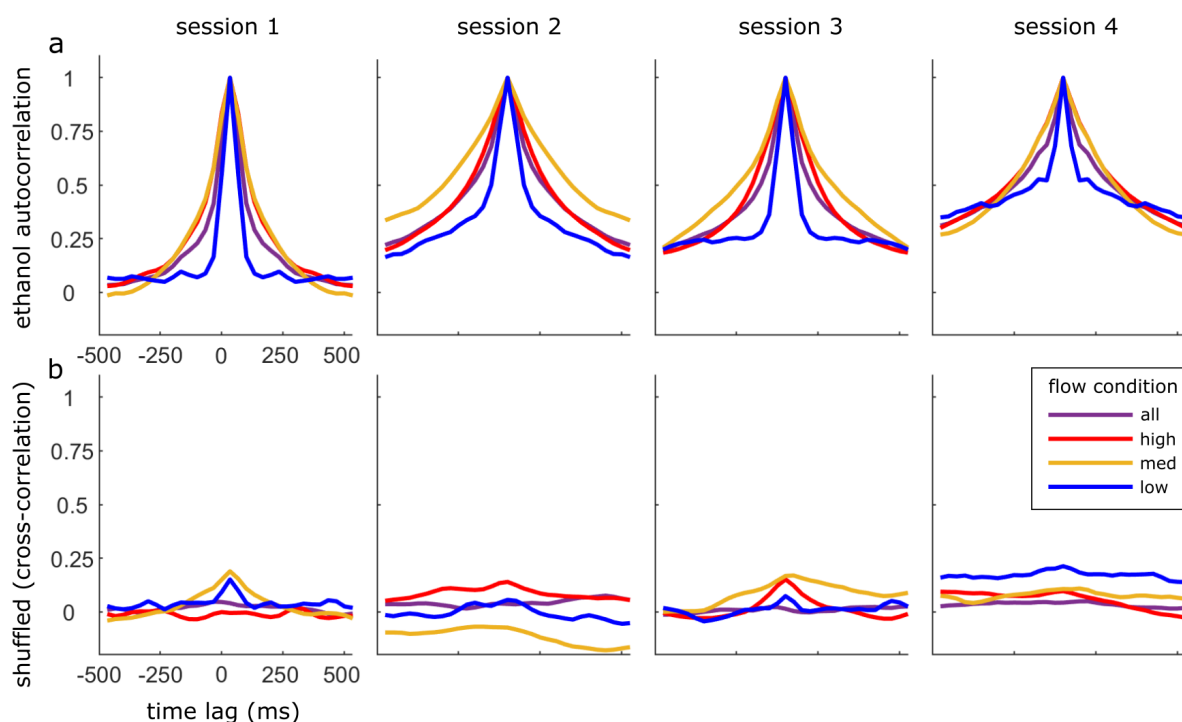 session 1 session 2 session 3 session 4
a
ethanol autocorrelation
1
0.75
0.5
0.25
0
-500 -250 0 250 500
b
shuffled (cross-correlation)
1
0.75
0.5
0.25
0
-500 -250 0 250 500
time lag (ms)
flow condition
all
high
med
low